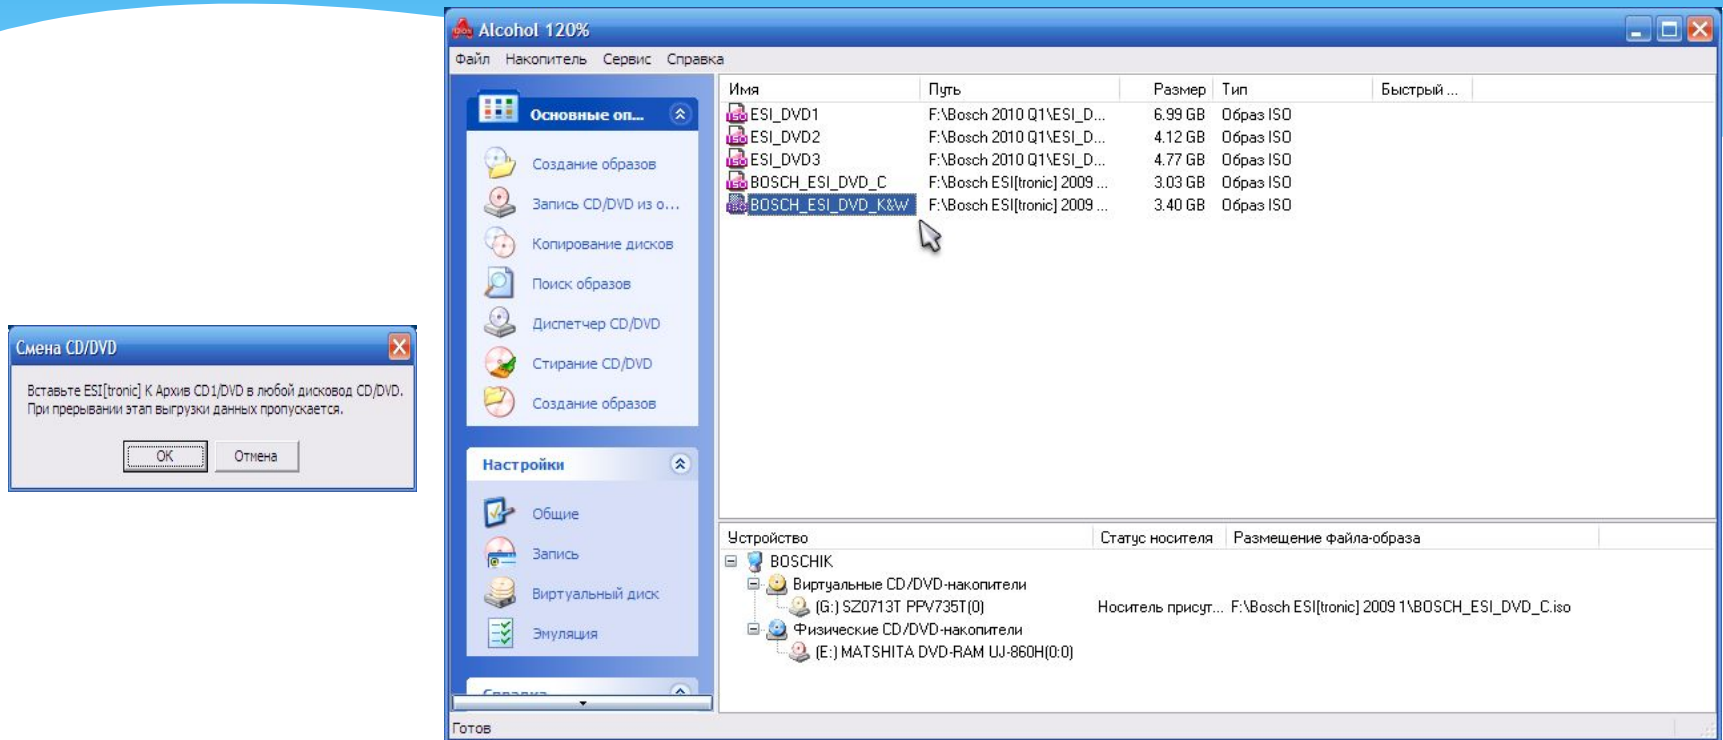 Смена CD/DVD
Вставьте ESI[tronic] К Архив CD1/DVD в любой дисковод CD/DVD.
При прерывании этап выгрузки данных пропускается.
OK Отмена
Alcohol 120%
Файл Накопитель Сервис Справка
Основные оп...
Создание образов
Запись CD/DVD из о...
Копирование дисков
Поиск образов
Диспетчер CD/DVD
Стирание CD/DVD
Создание образов
Настройки
Общие
Запись
Виртуальный диск
Эмуляция
Справка
Имя Путь Размер Тип Быстрый ...
ESI_DVD1 F:\Bosch 2010 Q1\ESI_D... 6.99 GB Образ ISO
ESI_DVD2 F:\Bosch 2010 Q1\ESI_D... 4.12 GB Образ ISO
ESI_DVD3 F:\Bosch 2010 Q1\ESI_D... 4.77 GB Образ ISO
BOSCH_ESI_DVD_C F:\Bosch ESI[tronic] 2009 ... 3.03 GB Образ ISO
BOSCH_ESI_DVD_K&W F:\Bosch ESI[tronic] 2009 ... 3.40 GB Образ ISO
Устройство Статус носителя Размещение файла-образа
BOSCHIK
Виртуальные CD/DVD-накопители
(G:) SZ0713T PPV735T(0) Носитель присут... F:\Bosch ESI[tronic] 2009 1\BOSCH_ESI_DVD_C.iso
Физические CD/DVD-накопители
(E:) MATSHITA DVD-RAM UJ-860H(0:0)
Готов